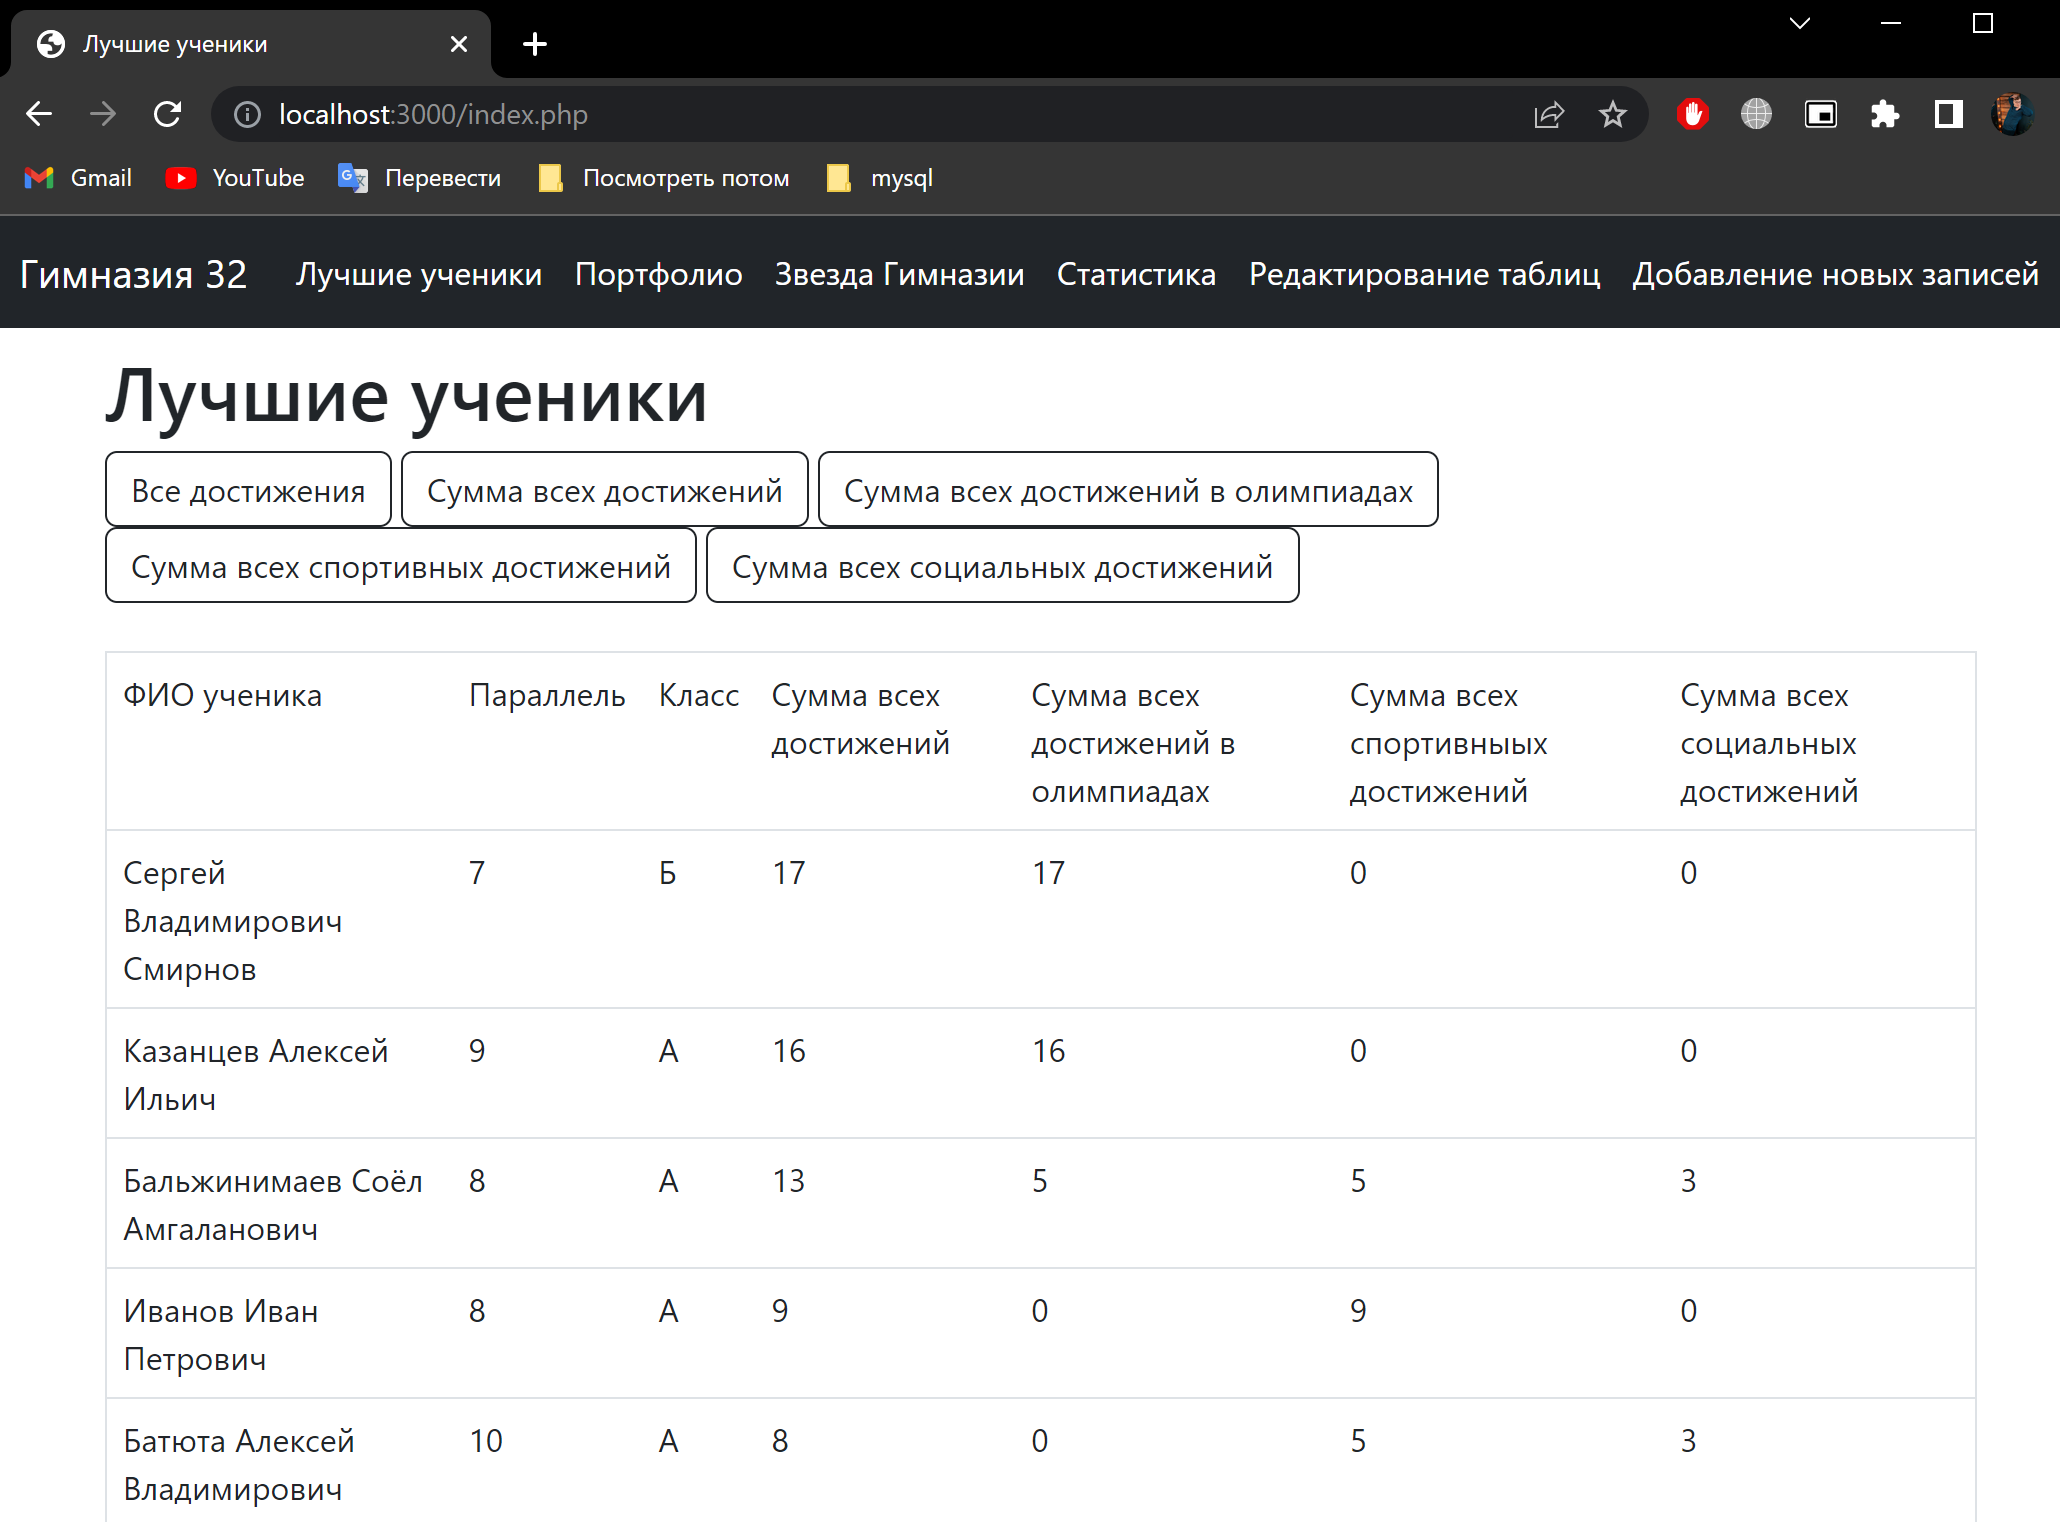 Лучшие ученики
localhost:3000/index.php
Gmail YouTube Перевести Посмотреть потом mysql
Гимназия 32 Лучшие ученики Портфолио Звезда Гимназии Статистика Редактирование таблиц Добавление новых записей
Лучшие ученики
Все достижения Сумма всех достижений Сумма всех достижений в олимпиадах
Сумма всех спортивных достижений Сумма всех социальных достижений
ФИО ученика Параллель Класс Сумма всех Сумма всех Сумма всех Сумма всех
достижений достижений в спортивныых социальных
олимпиадах достижений достижений
Сергей 7 Б 17 17 0 0
Владимирович
Смирнов
Казанцев Алексей 9 А 16 16 0 0
Ильич
Бальжинимаев Соёл 8 А 13 5 5 3
Амгаланович
Иванов Иван 8 А 9 0 9 0
Петрович
Батюта Алексей 10 А 8 0 5 3
Владимирович